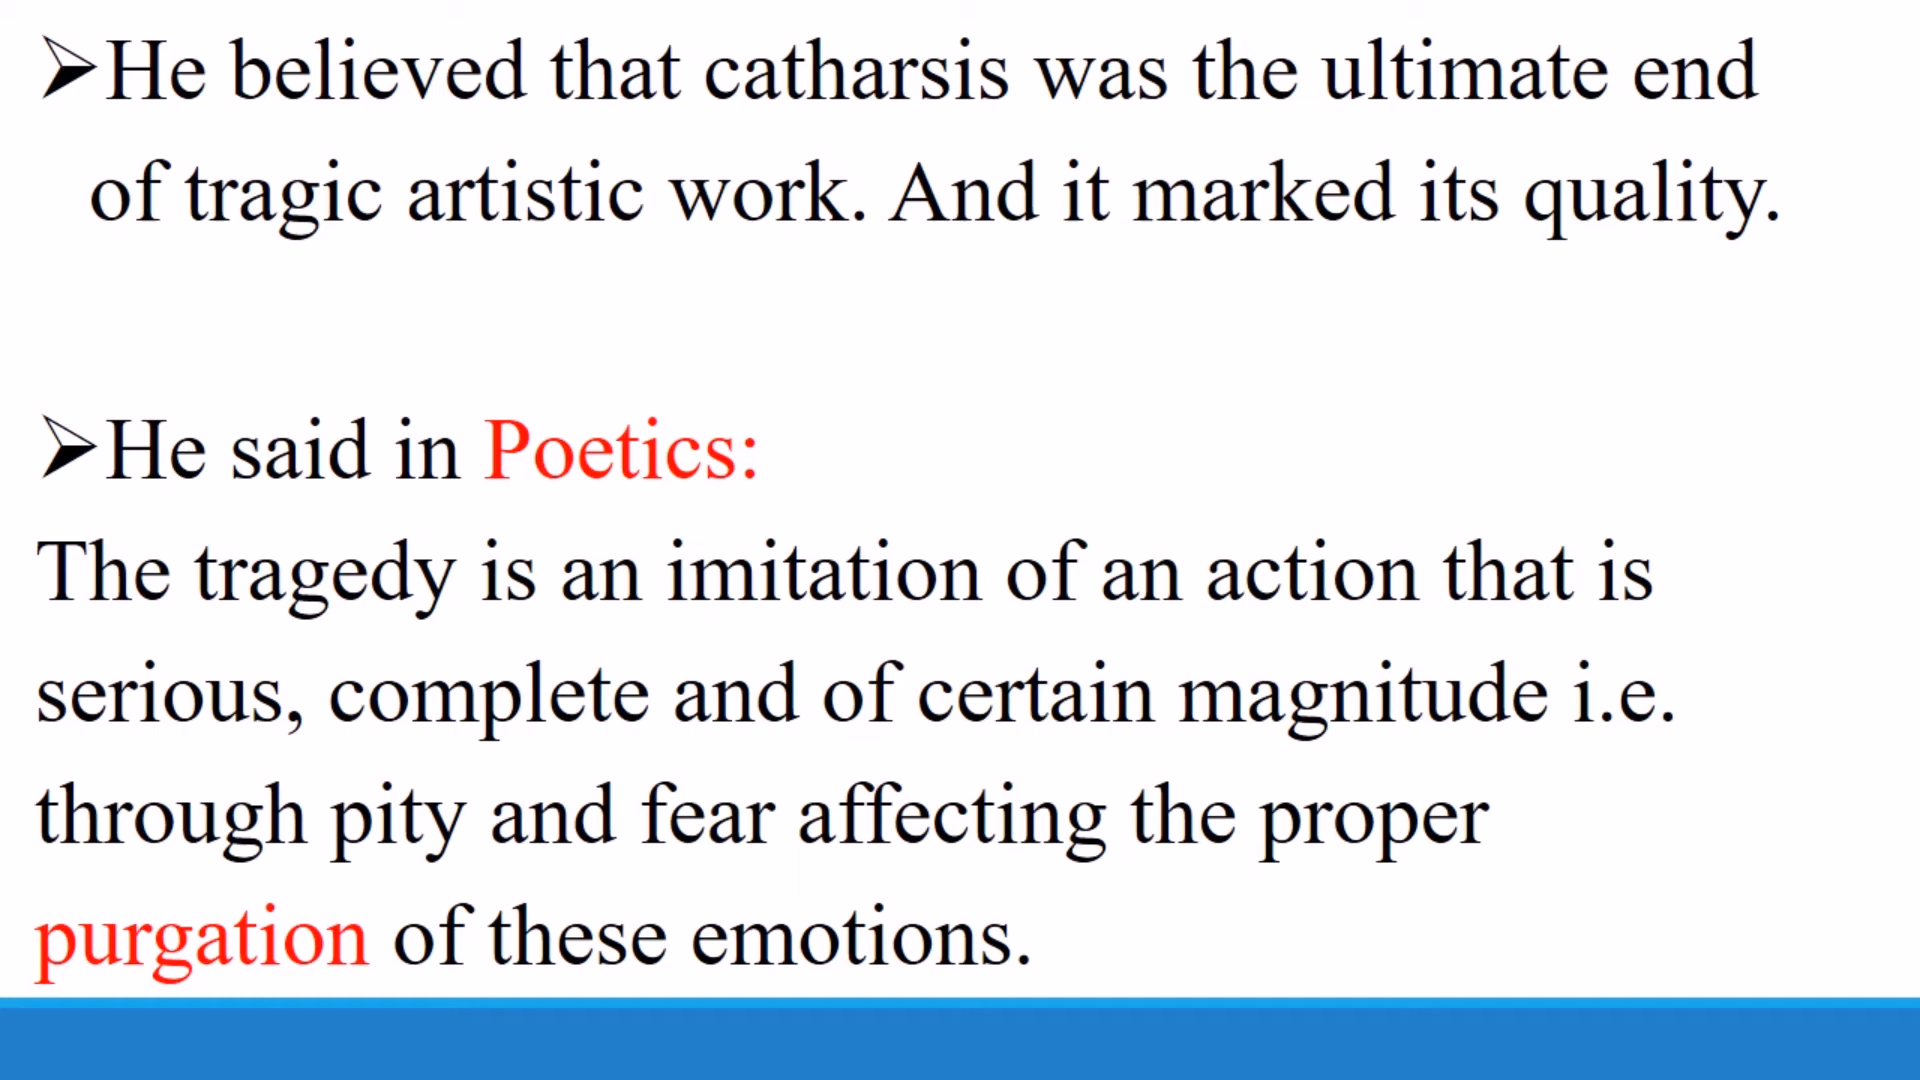 ➢He believed that catharsis was the ultimate end
of tragic artistic work. And it marked its quality.
➢He said in Poetics:
The tragedy is an imitation of an action that is
serious, complete and of certain magnitude i.e.
through pity and fear affecting the proper
purgation of these emotions.